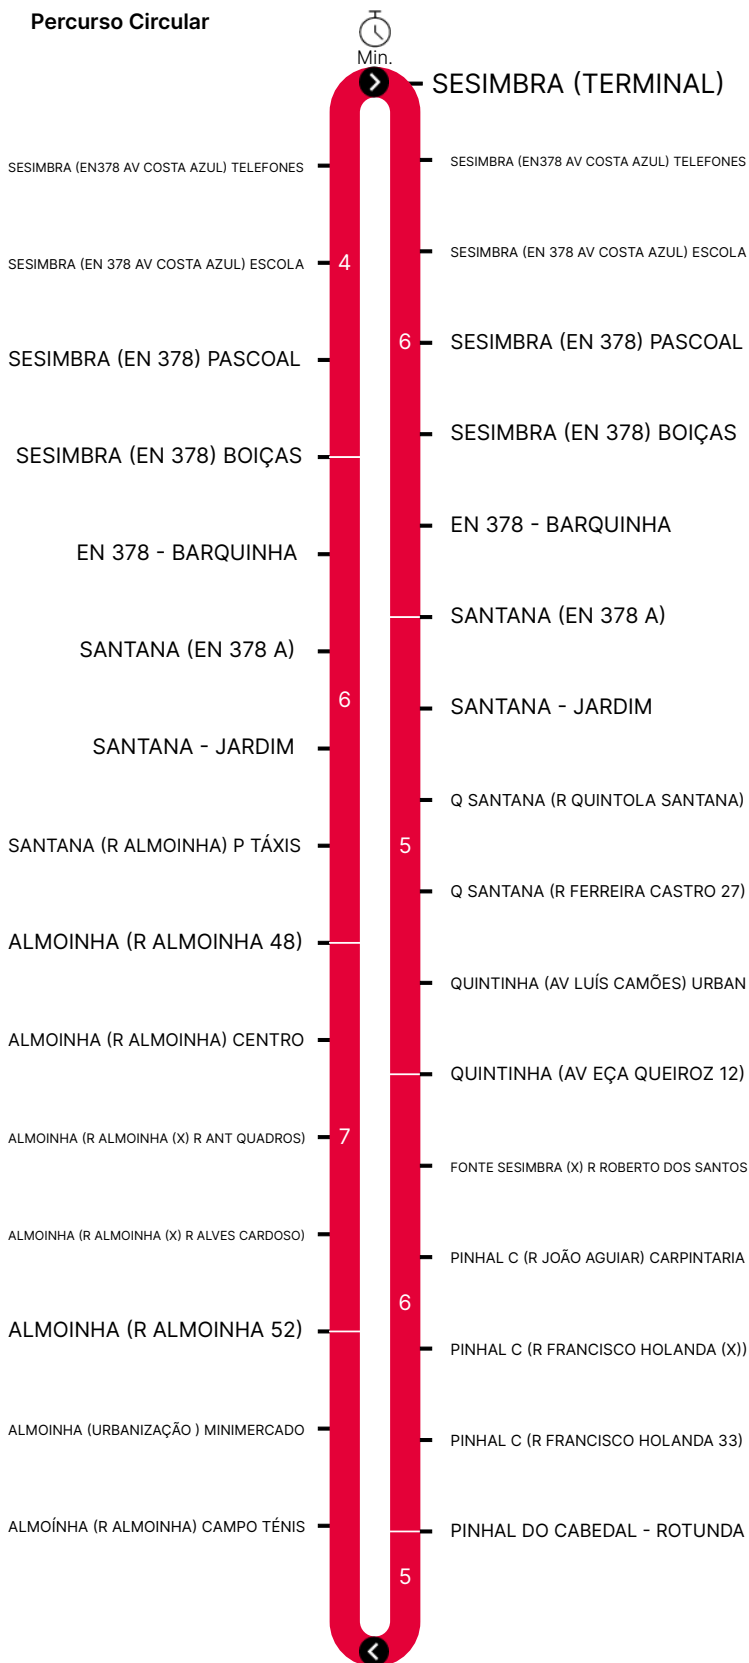 Percurso Circular
Min.
SESIMBRA (TERMINAL)
SESIMBRA (EN378 AV COSTA AZUL) TELEFONES
SESIMBRA (EN 378 AV COSTA AZUL) ESCOLA
6
SESIMBRA (EN 378) PASCOAL
SESIMBRA (EN 378) BOIÇAS
EN 378 - BARQUINHA
SANTANA (EN 378 A)
SANTANA - JARDIM
Q SANTANA (R QUINTOLA SANTANA)
5
Q SANTANA (R FERREIRA CASTRO 27)
QUINTINHA (AV LUÍS CAMÕES) URBAN
QUINTINHA (AV EÇA QUEIROZ 12)
FONTE SESIMBRA (X) R ROBERTO DOS SANTOS
PINHAL C (R JOÃO AGUIAR) CARPINTARIA
6
PINHAL C (R FRANCISCO HOLANDA (X))
PINHAL C (R FRANCISCO HOLANDA 33)
PINHAL DO CABEDAL - ROTUNDA
5
SESIMBRA (EN378 AV COSTA AZUL) TELEFONES
SESIMBRA (EN 378 AV COSTA AZUL) ESCOLA
4
SESIMBRA (EN 378) PASCOAL
SESIMBRA (EN 378) BOIÇAS
EN 378 - BARQUINHA
SANTANA (EN 378 A)
6
SANTANA - JARDIM
SANTANA (R ALMOINHA) P TÁXIS
ALMOINHA (R ALMOINHA 48)
ALMOINHA (R ALMOINHA) CENTRO
ALMOINHA (R ALMOINHA (X) R ANT QUADROS)
7
ALMOINHA (R ALMOINHA (X) R ALVES CARDOSO)
ALMOINHA (R ALMOINHA 52)
ALMOINHA (URBANIZAÇÃO ) MINIMERCADO
ALMOÍNHA (R ALMOINHA) CAMPO TÉNIS